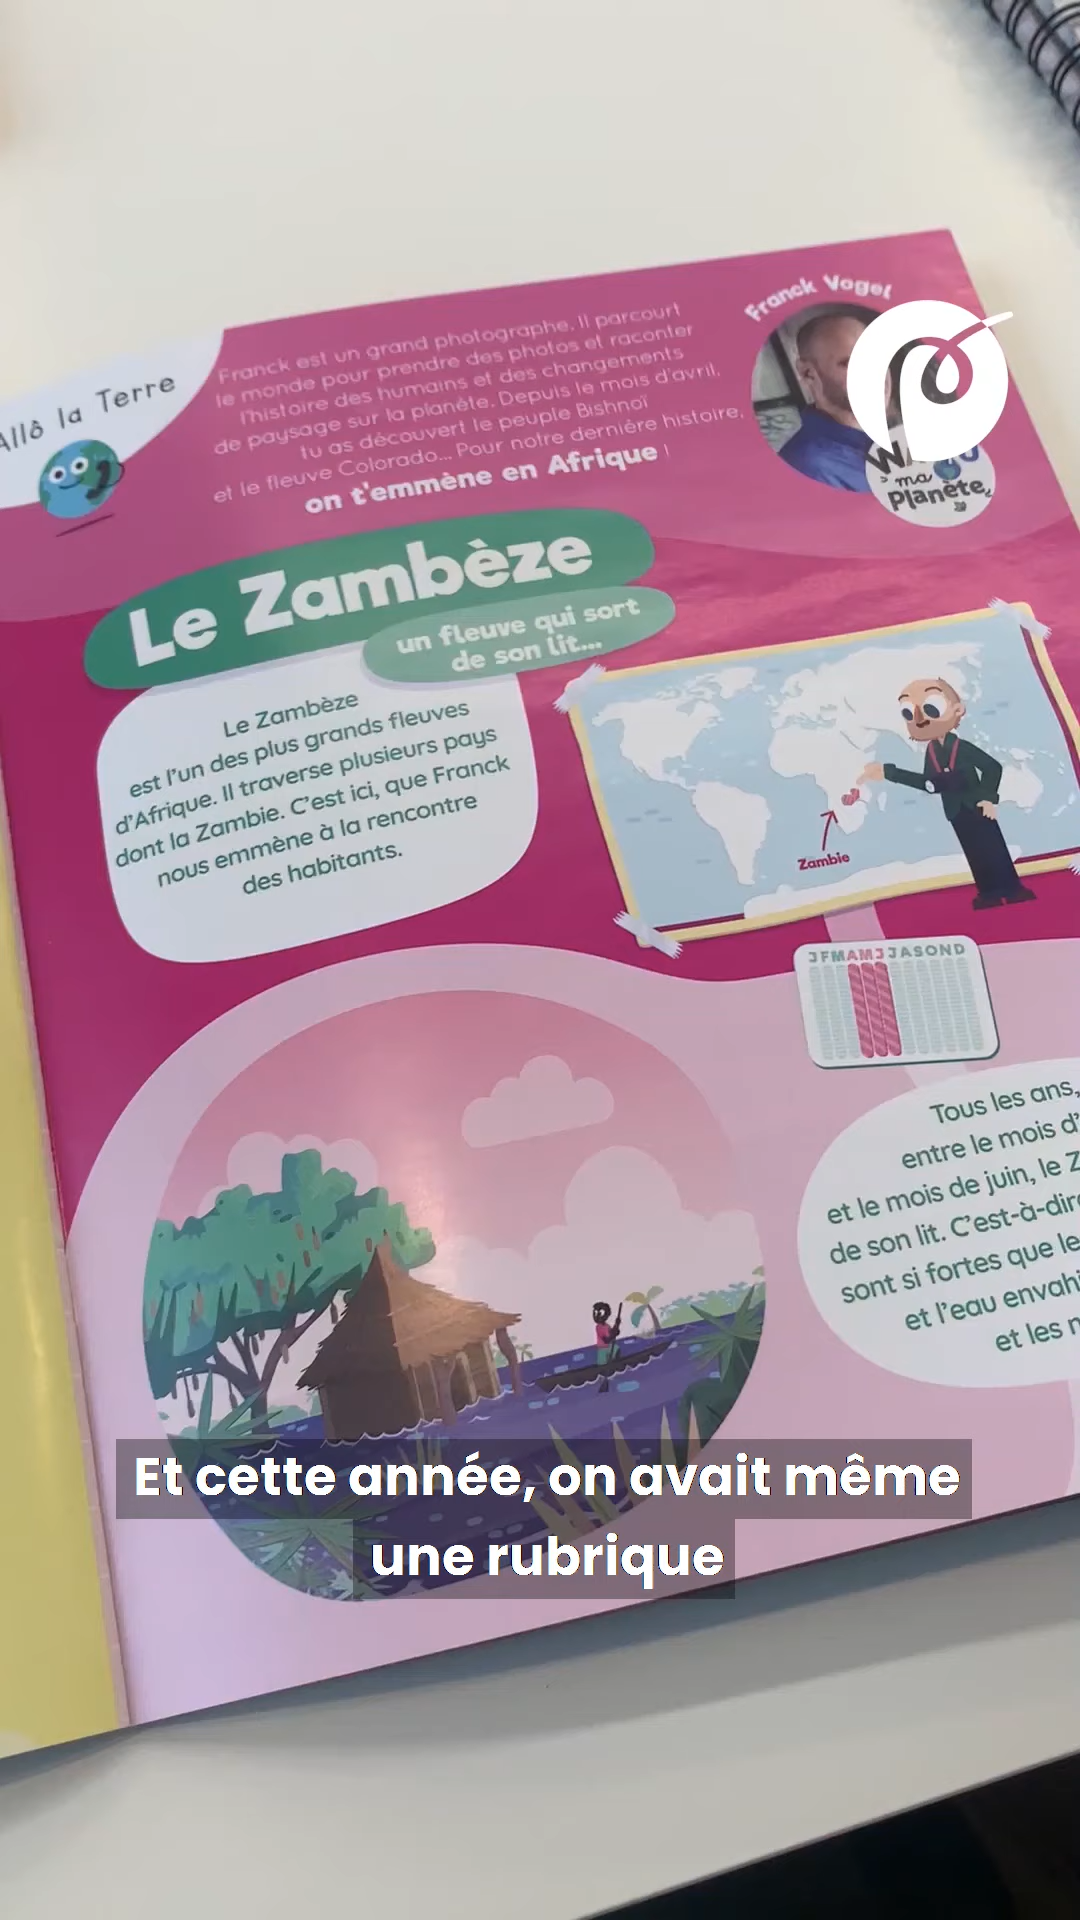 Allô la Terre
Franck est un grand photographe. Il parcourt
le monde pour prendre des photos et raconter
l'histoire des humains et des changements
de paysage sur la planète. Depuis le mois d'avril,
tu as découvert le peuple Bishnoï
et le fleuve Colorado... Pour notre dernière histoire,
on t'emmène en Afrique !
Franck Vogel
ma
Planète
Le Zambèze
un fleuve qui sort
de son lit...
Le Zambèze
est l'un des plus grands fleuves
d'Afrique. Il traverse plusieurs pays
dont la Zambie. C'est ici, que Franck
nous emmène à la rencontre
des habitants.
Zambie
JFMAMJJASOND
Tous les ans,
entre le mois d'
et le mois de juin, le Z
de son lit. C'est-à-dire
sont si fortes que le
et l'eau envahi
et les
Et cette année, on avait même
une rubrique